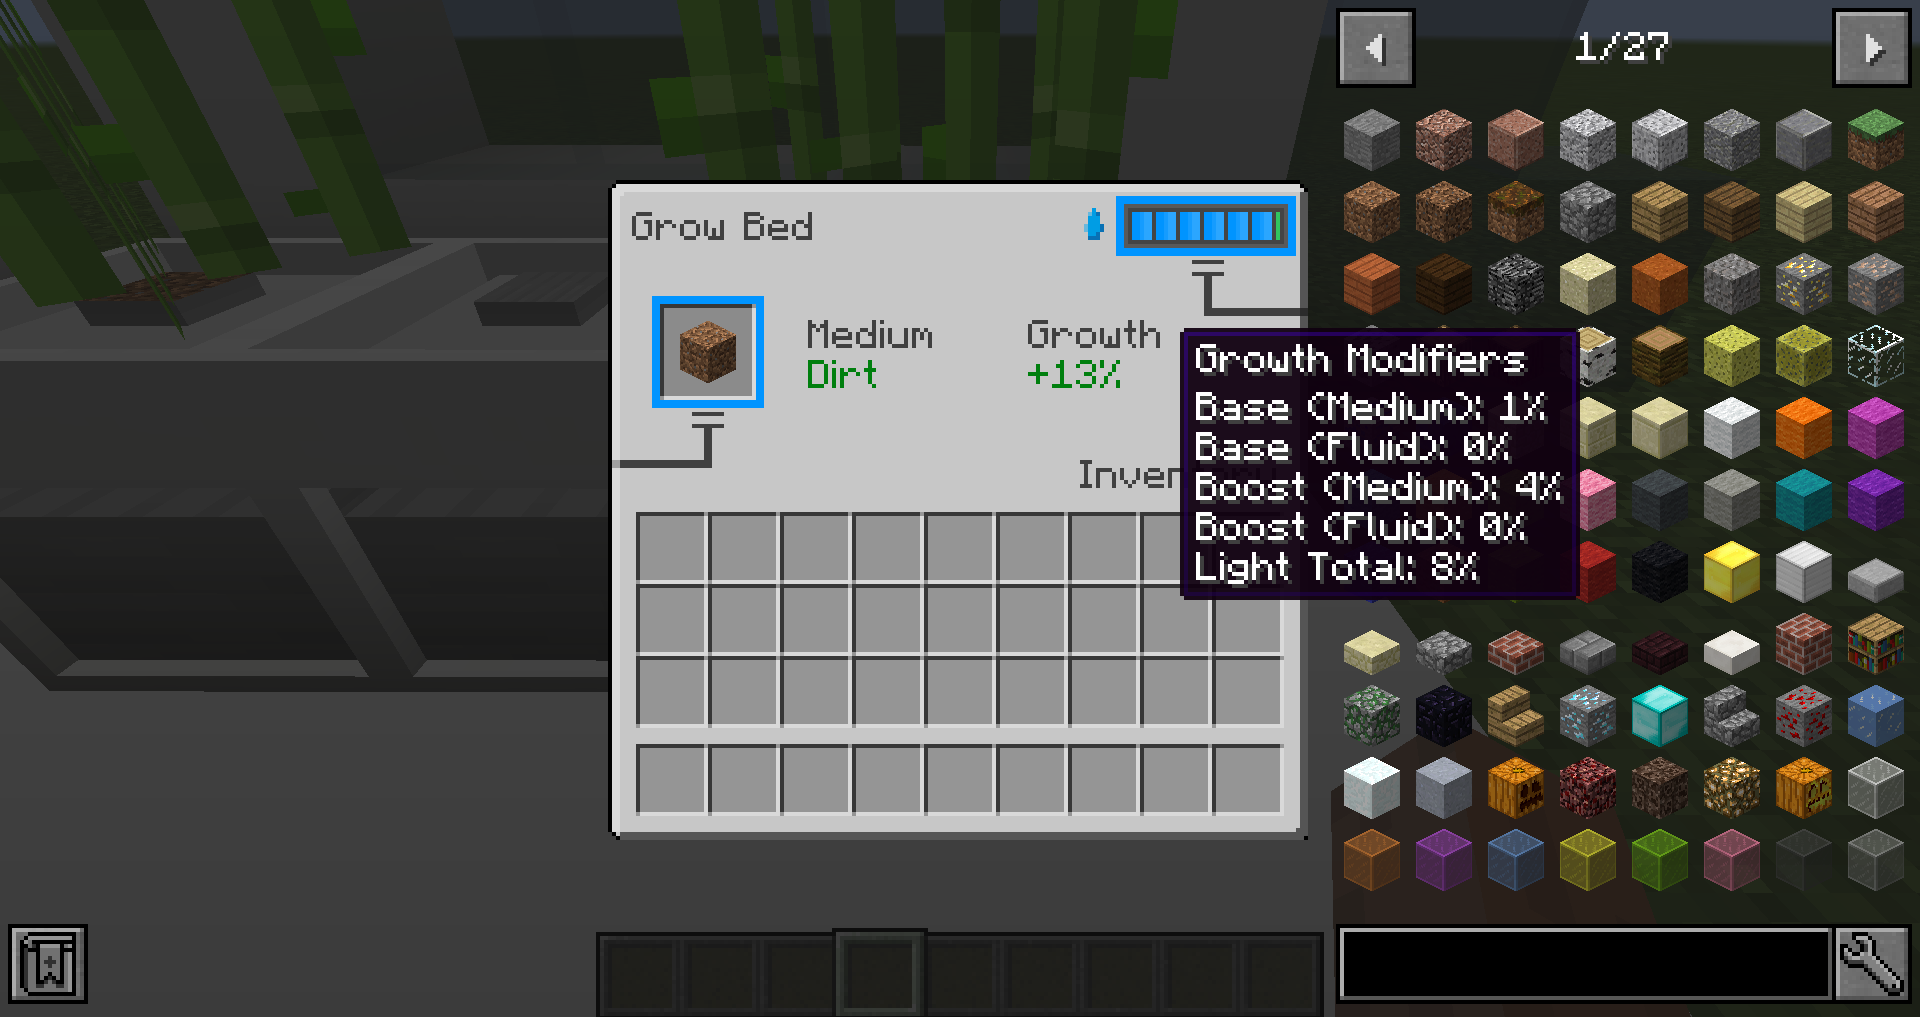 1/27
Grow Bed
Medium
Growth
Dirt
+13%
Growth Modifiers
Base (Medium): 1%
Base (Fluid): 0%
Boost (Medium): 4%
Boost (Fluid): 0%
Light Total: 8%
Inven